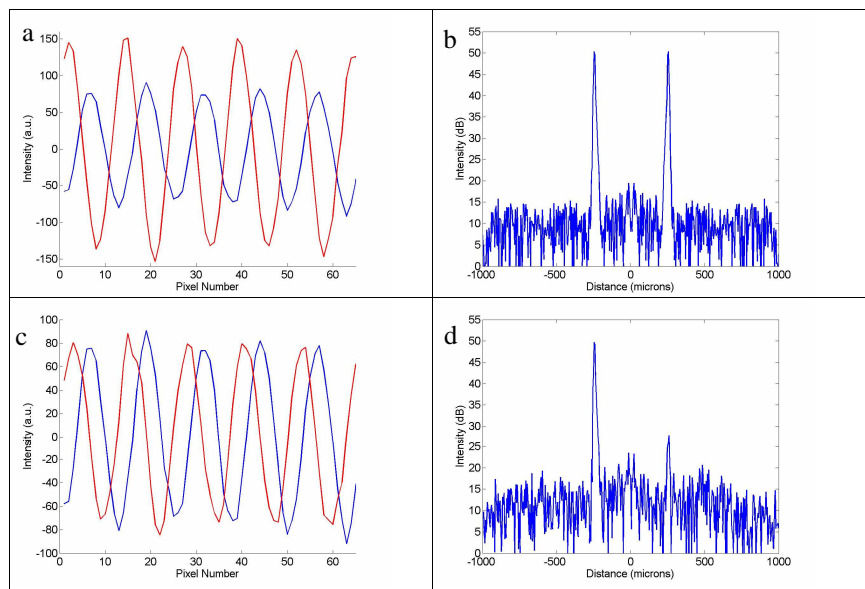 a
150
100
50
0
-50
-100
-150
Intensity (a.u.)
1 10 20 30 40 50 60
Pixel Number
b
55
50
45
40
35
30
25
20
15
10
5
0
Intensity (dB)
-1000 -500 0 500 1000
Distance (microns)
c
100
80
60
40
20
0
-20
-40
-60
-80
-100
Intensity (a.u.)
1 10 20 30 40 50 60
Pixel Number
d
55
50
45
40
35
30
25
20
15
10
5
0
Intensity (dB)
-1000 -500 0 500 1000
Distance (microns)